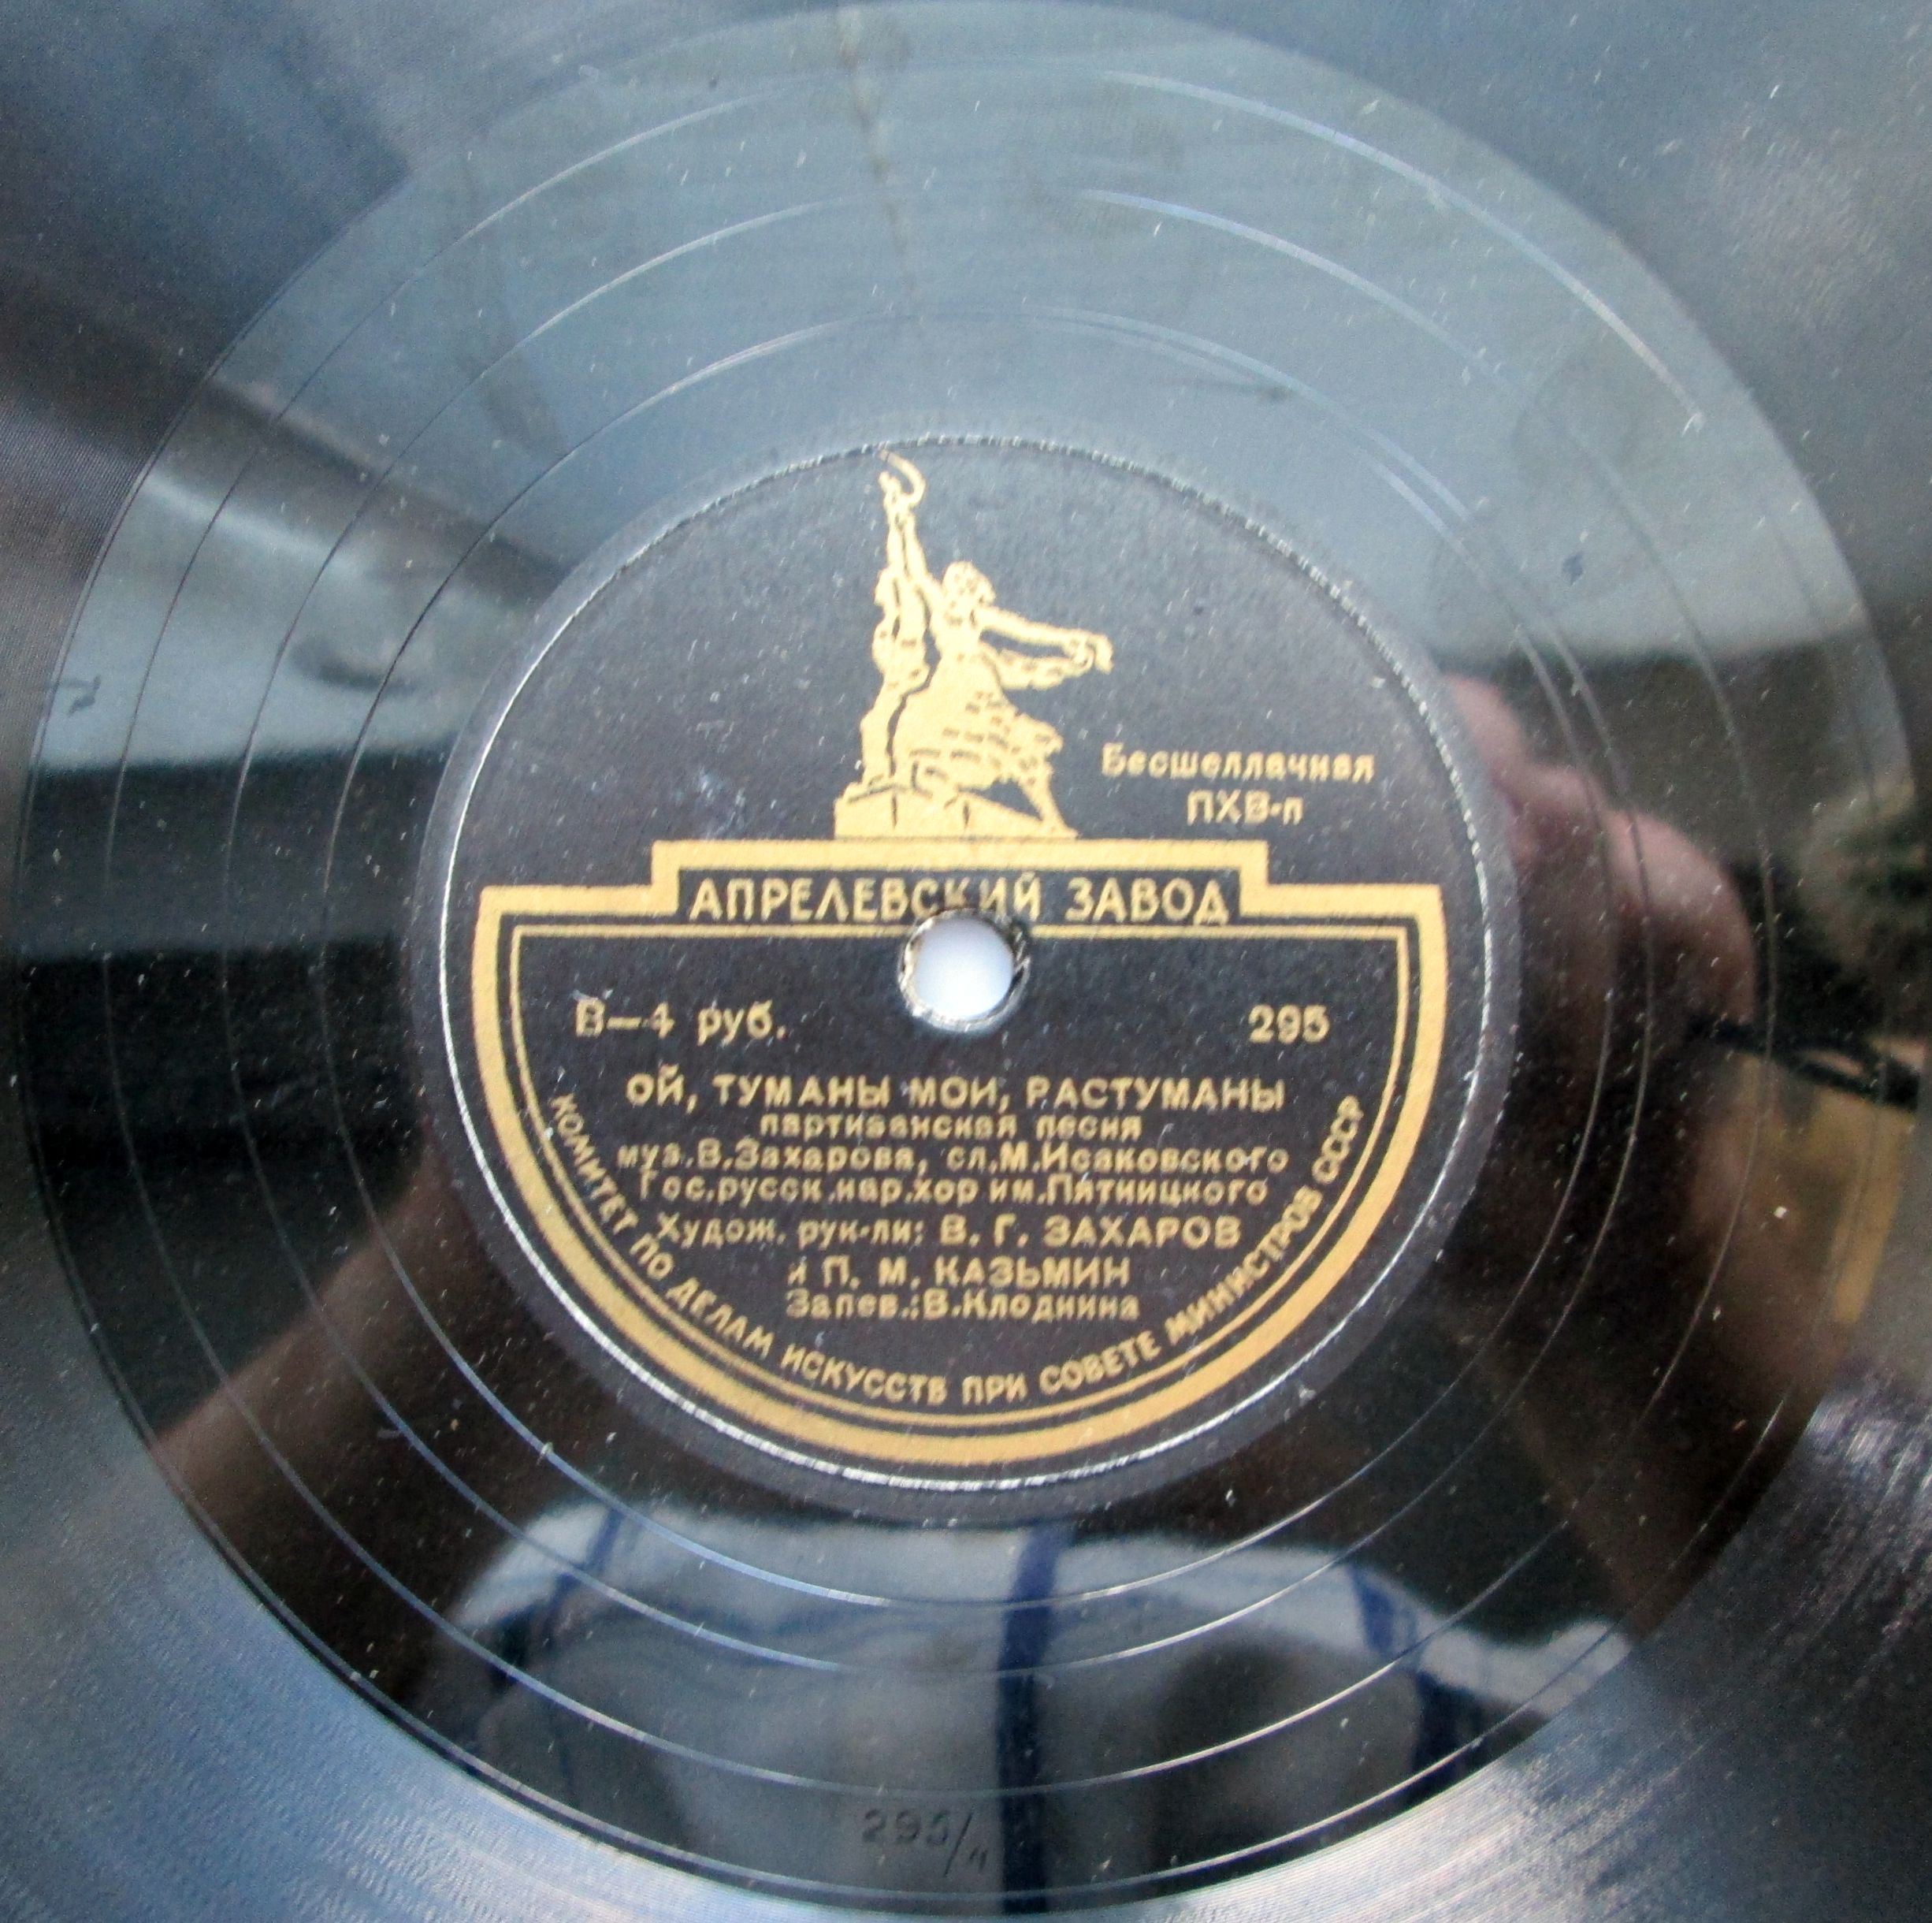 Бесшеллачная
ПХВ-п
АПРЕЛЕВСКИЙ ЗАВОД
В—4 руб.
295
ОЙ, ТУМАНЫ МОИ, РАСТУМАНЫ
партизанская песня
муз.В.Захарова, сл.М.Исаковского
Гос.русск.нар.хор им.Пятницкого
Худож. рук-ли: В. Г. ЗАХАРОВ
и П. М. КАЗЬМИН
Запев.:В.Клоднина
КОМИТЕТ ПО ДЕЛАМ ИСКУССТВ ПРИ СОВЕТЕ МИНИСТРОВ СССР
295/4